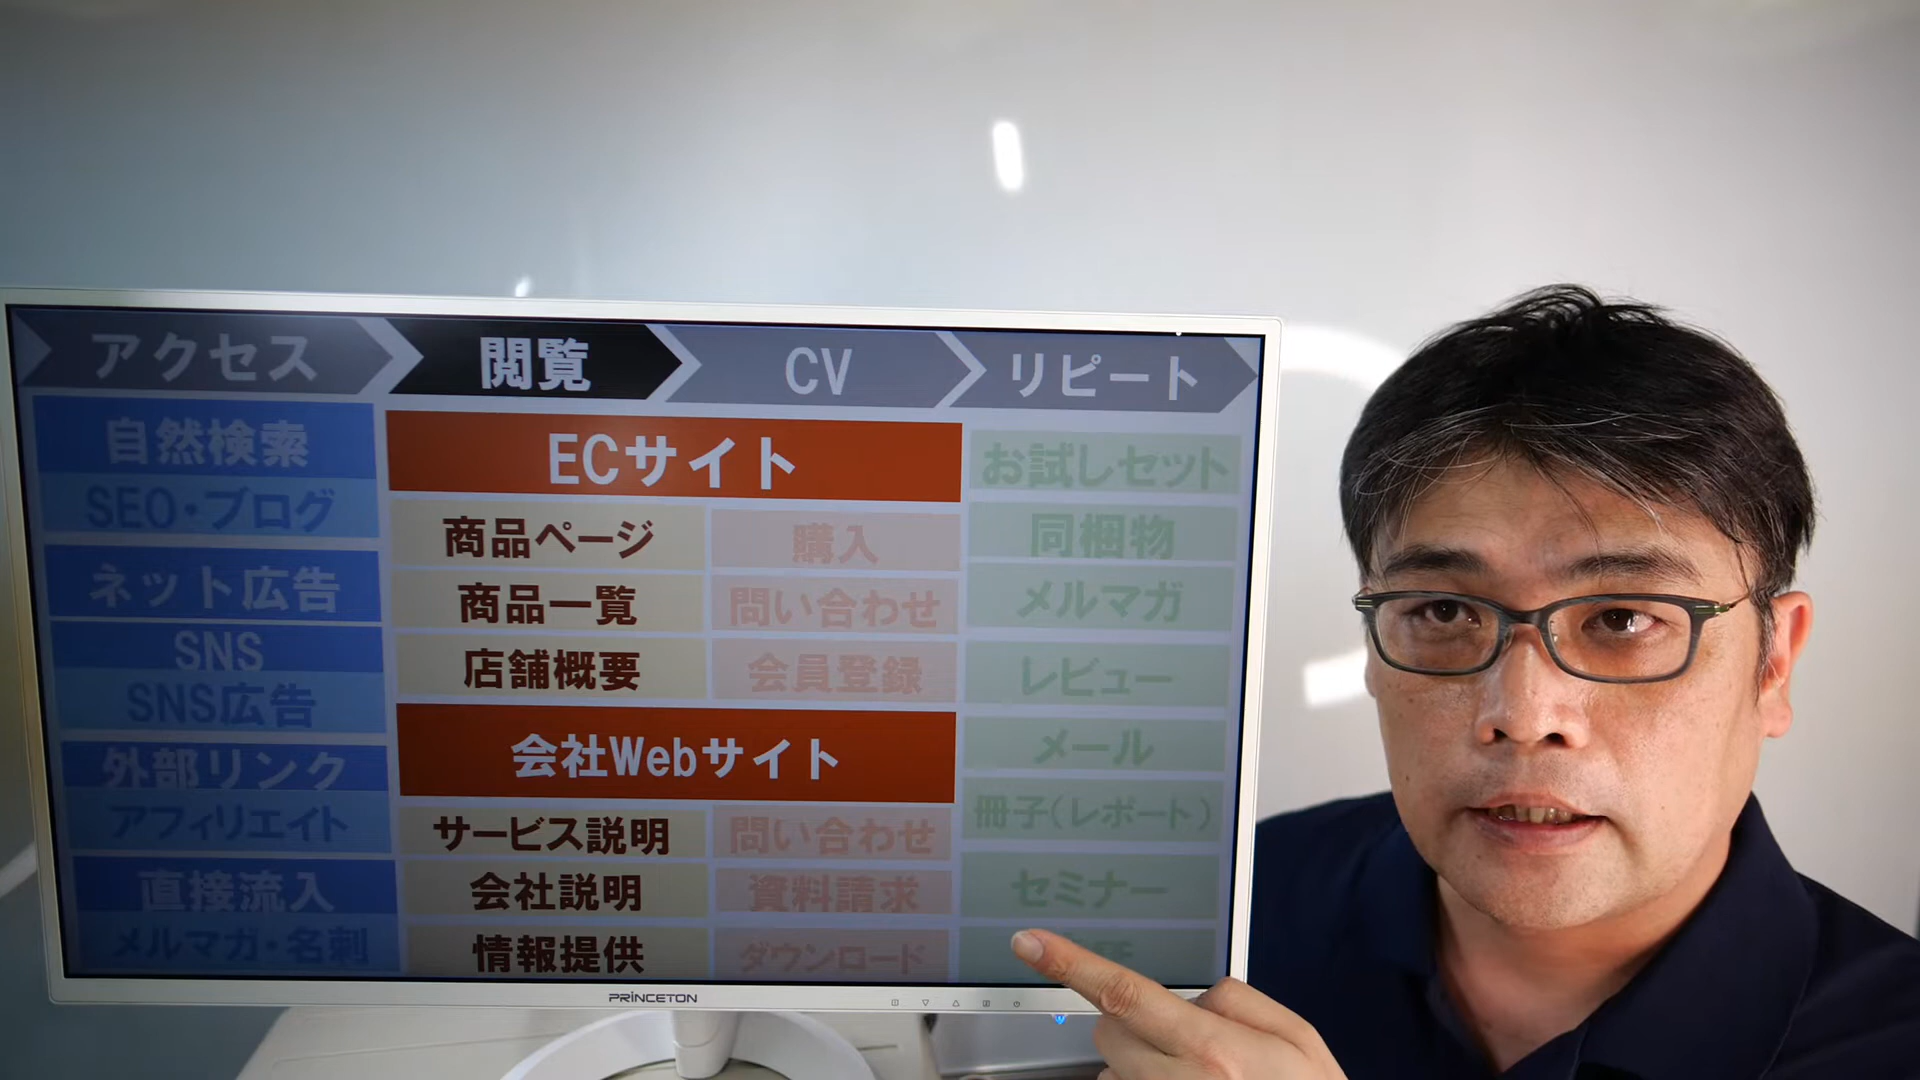 アクセス
閲覧
CV
リピート
自然検索
SEO・ブログ
ネット広告
SNS
SNS広告
外部リンク
アフィリエイト
直接流入
メルマガ・名刺
ECサイト
商品ページ
購入
商品一覧
問い合わせ
店舗概要
会員登録
会社Webサイト
サービス説明
問い合わせ
会社説明
資料請求
情報提供
ダウンロード
お試しセット
同梱物
メルマガ
レビュー
メール
冊子(レポート)
セミナー
PRINCETON